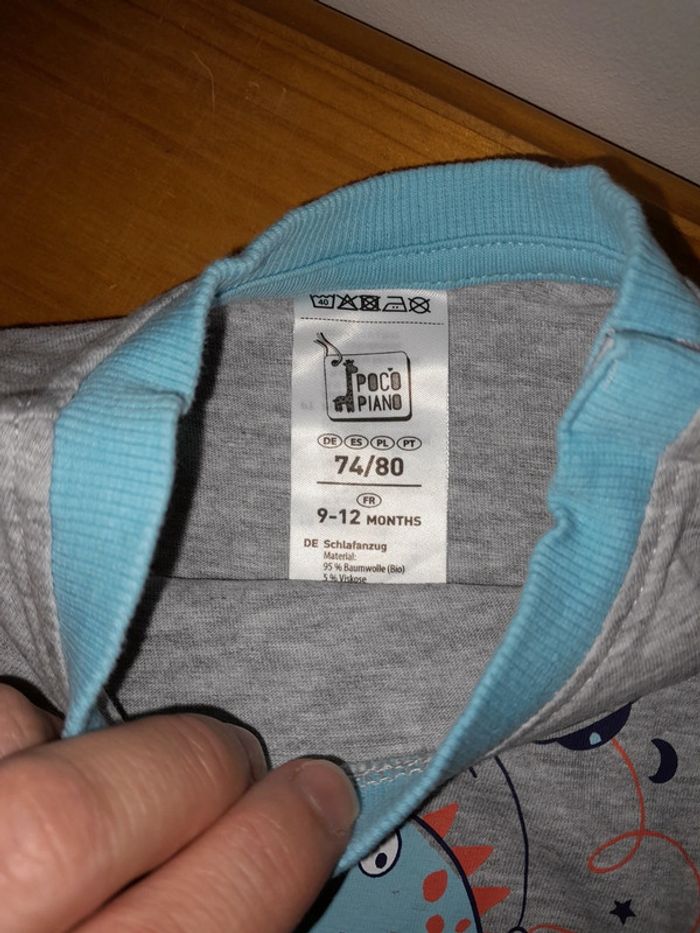 40
POCO
PIANO
DE ES PL PT
74/80
FR
9-12 MONTHS
DE Schlafanzug
Material:
95 % Baumwolle (Bio)
5 % Viskose